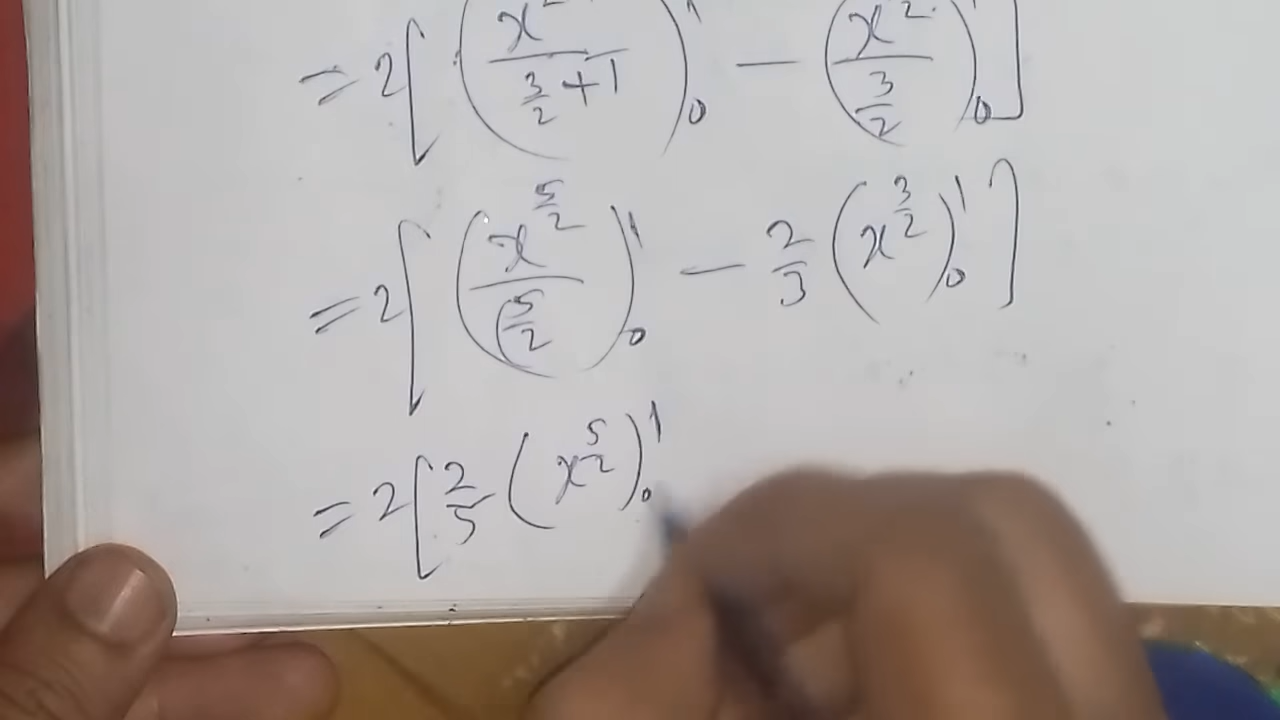 = 2[(x^2 / (3/2 + 1))_0^1 − (x^2 / (3/2))_0^1]
= 2[(x^(5/2) / (5/2))_0^1 − 2/3 (x^(3/2))_0^1]
= 2[2/5 (x^(5/2))_0^1